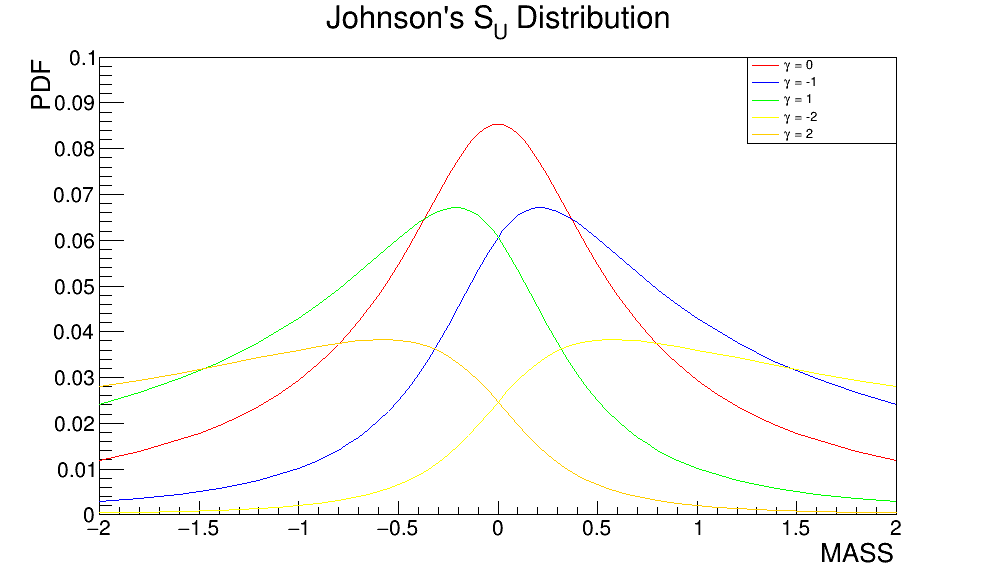 Johnson's SU Distribution
PDF
0.1
0.09
0.08
0.07
0.06
0.05
0.04
0.03
0.02
0.01
0
−2
−1.5
−1
−0.5
0
0.5
1
1.5
2
MASS
γ = 0
γ = -1
γ = 1
γ = -2
γ = 2